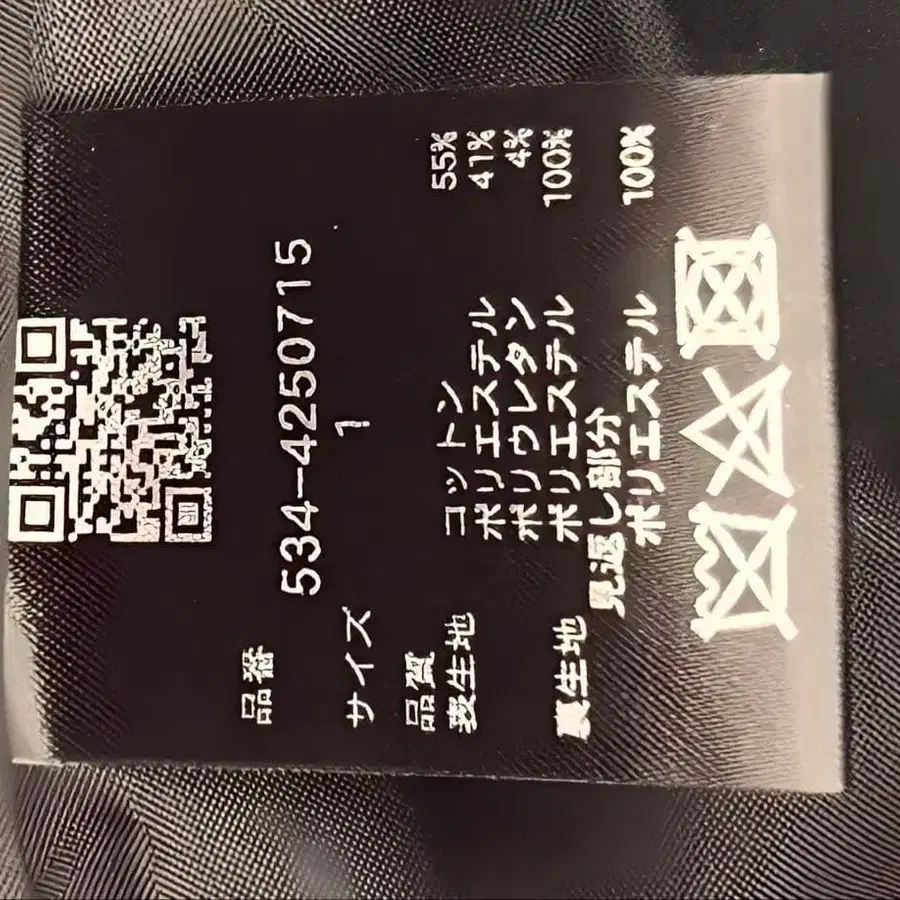 品番
534-4250715
サイズ 1
品質
表生地 コットン 55%
ポリエステル 41%
ポリウレタン 4%
裏生地 ポリエステル 100%
見返し部分
ポリエステル 100%